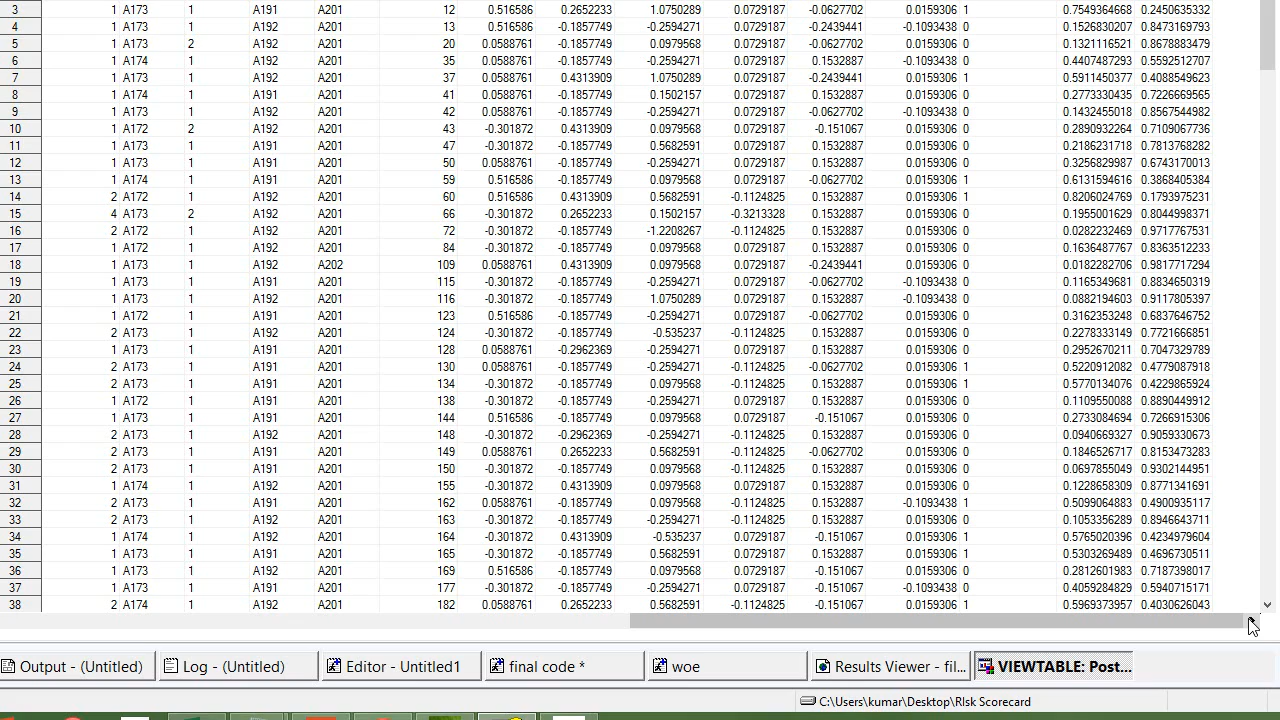 3 1 A173 1 A191 A201 12 0.516586 0.2652233 1.0750289 0.0729187 -0.0627702 0.0159306 1 0.7549364668 0.2450635332
4 1 A173 1 A192 A201 13 0.516586 -0.1857749 -0.2594271 0.0729187 -0.2439441 -0.1093438 0 0.1526830207 0.8473169793
5 1 A173 2 A192 A201 20 0.0588761 -0.1857749 0.0979568 0.0729187 -0.0627702 0.0159306 0 0.1321116521 0.8678883479
6 1 A174 1 A192 A201 35 0.0588761 -0.1857749 -0.2594271 0.0729187 0.1532887 -0.1093438 0 0.4407487293 0.5592512707
7 1 A173 1 A192 A201 37 0.0588761 0.4313909 1.0750289 0.0729187 -0.2439441 0.0159306 1 0.5911450377 0.4088549623
8 1 A174 1 A191 A201 41 0.0588761 -0.1857749 0.1502157 0.0729187 0.1532887 0.0159306 0 0.2773330435 0.7226669565
9 1 A173 1 A192 A201 42 0.0588761 -0.1857749 -0.2594271 0.0729187 -0.0627702 -0.1093438 0 0.1432455018 0.8567544982
10 1 A172 2 A192 A201 43 -0.301872 0.4313909 0.0979568 0.0729187 -0.151067 0.0159306 0 0.2890932264 0.7109067736
11 1 A173 1 A191 A201 47 -0.301872 -0.1857749 0.5682591 0.0729187 0.1532887 0.0159306 0 0.2186231718 0.7813768282
12 1 A173 1 A191 A201 50 0.0588761 -0.1857749 -0.2594271 0.0729187 0.1532887 0.0159306 0 0.3256829987 0.6743170013
13 1 A174 1 A191 A201 59 0.516586 -0.1857749 0.0979568 0.0729187 -0.0627702 0.0159306 1 0.6131594616 0.3868405384
14 2 A172 1 A192 A201 60 0.516586 0.4313909 0.5682591 -0.1124825 0.1532887 0.0159306 1 0.8206024769 0.1793975231
15 4 A173 2 A192 A201 66 -0.301872 0.2652233 0.1502157 -0.3213328 0.1532887 0.0159306 0 0.1955001629 0.8044998371
16 2 A172 1 A192 A201 72 -0.301872 -0.1857749 -1.2208267 -0.1124825 0.1532887 0.0159306 0 0.0282232469 0.9717767531
17 1 A172 1 A192 A201 84 -0.301872 -0.1857749 0.0979568 0.0729187 0.1532887 0.0159306 0 0.1636487767 0.8363512233
18 1 A173 1 A192 A202 109 0.0588761 0.4313909 0.0979568 0.0729187 -0.2439441 0.0159306 0 0.0182282706 0.9817717294
19 1 A173 1 A191 A201 115 -0.301872 -0.1857749 -0.2594271 0.0729187 -0.0627702 -0.1093438 0 0.1165349681 0.8834650319
20 1 A173 1 A192 A201 116 -0.301872 -0.1857749 1.0750289 0.0729187 0.1532887 -0.1093438 0 0.0882194603 0.9117805397
21 1 A172 1 A191 A201 123 0.516586 -0.1857749 -0.2594271 0.0729187 -0.0627702 0.0159306 0 0.3162353248 0.6837646752
22 2 A173 1 A192 A201 124 -0.301872 -0.1857749 -0.535237 -0.1124825 0.1532887 0.0159306 0 0.2278333149 0.7721666851
23 1 A173 1 A191 A201 128 0.0588761 -0.2962369 -0.2594271 0.0729187 0.1532887 0.0159306 0 0.2952670211 0.7047329789
24 2 A173 1 A191 A201 130 0.0588761 -0.1857749 -0.2594271 -0.1124825 -0.0627702 0.0159306 1 0.5220912082 0.4779087918
25 2 A173 1 A191 A201 134 -0.301872 -0.1857749 0.0979568 -0.1124825 0.1532887 0.0159306 1 0.5770134076 0.4229865924
26 1 A172 1 A191 A201 138 -0.301872 -0.1857749 -0.2594271 0.0729187 0.1532887 0.0159306 0 0.1109550088 0.8890449912
27 1 A173 1 A191 A201 144 0.516586 -0.1857749 0.0979568 0.0729187 -0.151067 0.0159306 0 0.2733084694 0.7266915306
28 2 A173 1 A192 A201 148 -0.301872 -0.2962369 -0.2594271 -0.1124825 0.1532887 0.0159306 0 0.0940669327 0.9059330673
29 2 A173 1 A191 A201 149 0.0588761 0.2652233 0.5682591 -0.1124825 -0.0627702 0.0159306 0 0.1846526717 0.8153473283
30 2 A173 1 A191 A201 150 -0.301872 -0.1857749 0.0979568 -0.1124825 0.1532887 0.0159306 0 0.0697855049 0.9302144951
31 1 A174 1 A192 A201 155 -0.301872 0.4313909 0.0979568 0.0729187 0.1532887 0.0159306 0 0.1228658309 0.8771341691
32 2 A173 1 A191 A201 162 0.0588761 -0.1857749 0.0979568 -0.1124825 0.1532887 -0.1093438 1 0.5099064883 0.4900935117
33 2 A173 1 A192 A201 163 -0.301872 -0.1857749 -0.2594271 -0.1124825 0.1532887 0.0159306 0 0.1053356289 0.8946643711
34 1 A174 1 A192 A201 164 -0.301872 0.4313909 -0.535237 0.0729187 -0.151067 0.0159306 1 0.5765020396 0.4234979604
35 1 A173 1 A191 A201 165 -0.301872 -0.1857749 0.5682591 0.0729187 0.1532887 0.0159306 1 0.5303269489 0.4696730511
36 1 A173 1 A192 A201 169 0.516586 -0.1857749 0.0979568 0.0729187 -0.151067 0.0159306 0 0.2812601983 0.7187398017
37 1 A173 1 A191 A201 177 -0.301872 -0.1857749 -0.2594271 0.0729187 -0.151067 -0.1093438 0 0.4059284829 0.5940715171
38 2 A174 1 A192 A201 182 0.0588761 0.2652233 0.5682591 -0.1124825 -0.151067 0.0159306 1 0.5969373957 0.4030626043
Output - (Untitled) Log - (Untitled) Editor - Untitled1 final code * woe Results Viewer - fil... VIEWTABLE: Post...
C:\Users\kumar\Desktop\RIsk Scorecard